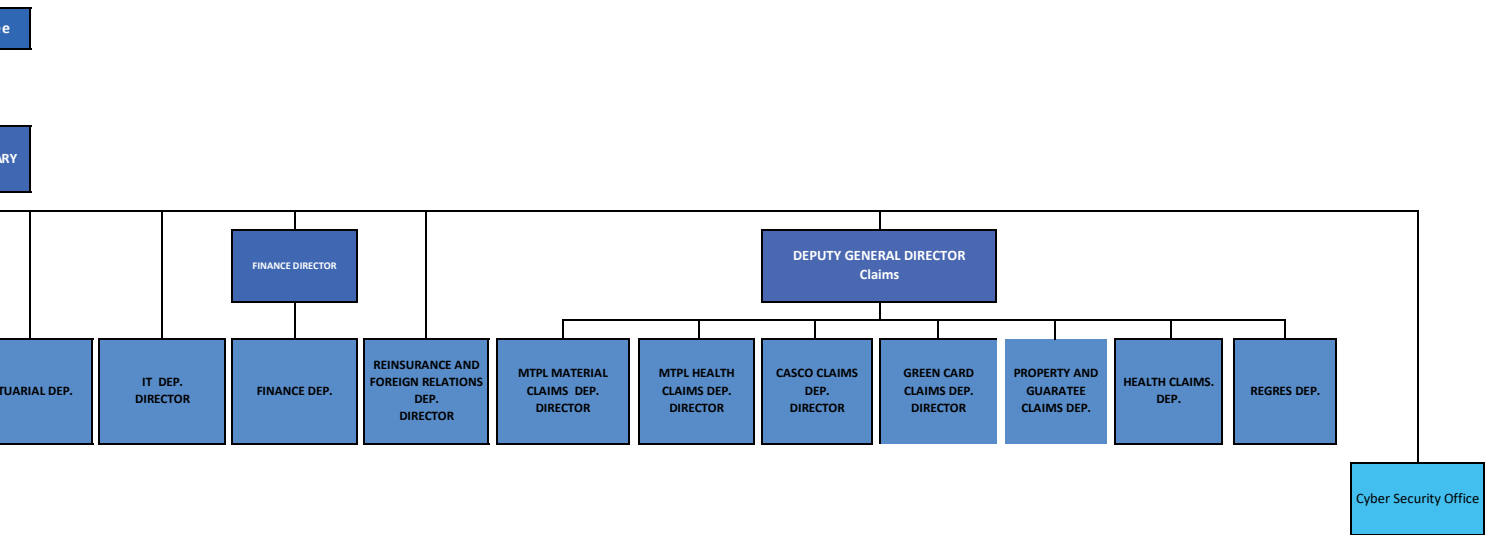 FINANCE DIRECTOR
DEPUTY GENERAL DIRECTOR
Claims
DEP.
IT DEP.
DIRECTOR
FINANCE DEP.
REINSURANCE AND
FOREIGN RELATIONS
DEP.
DIRECTOR
MTPL MATERIAL
CLAIMS DEP.
DIRECTOR
MTPL HEALTH
CLAIMS DEP.
DIRECTOR
CASCO CLAIMS
DEP.
DIRECTOR
GREEN CARD
CLAIMS DEP.
DIRECTOR
PROPERTY AND
GUARATEE
CLAIMS DEP.
HEALTH CLAIMS.
DEP.
REGRES DEP.
Cyber Security Office